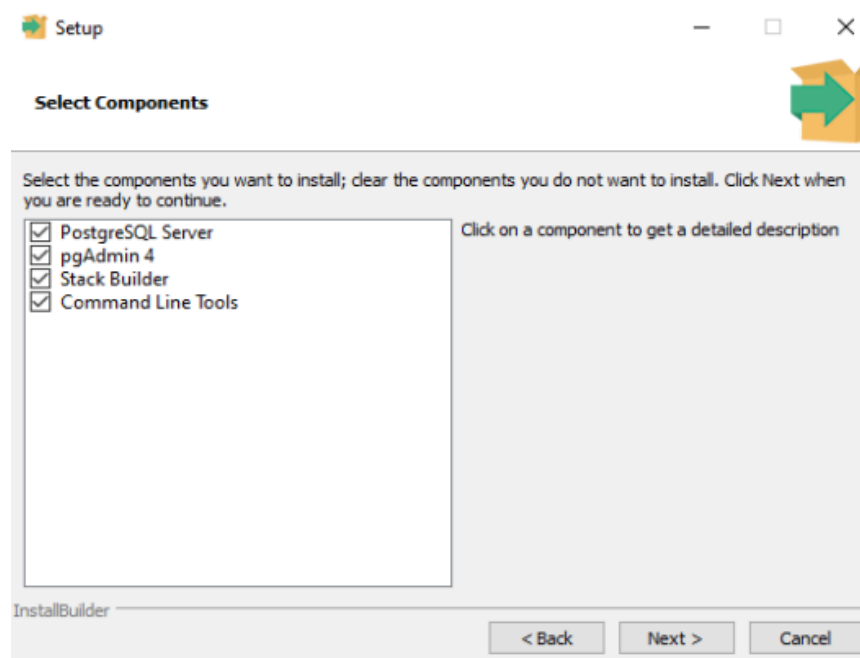 Setup
Select Components
Select the components you want to install; clear the components you do not want to install. Click Next when
you are ready to continue.
PostgreSQL Server
pgAdmin 4
Stack Builder
Command Line Tools
Click on a component to get a detailed description
InstallBuilder
< Back
Next >
Cancel